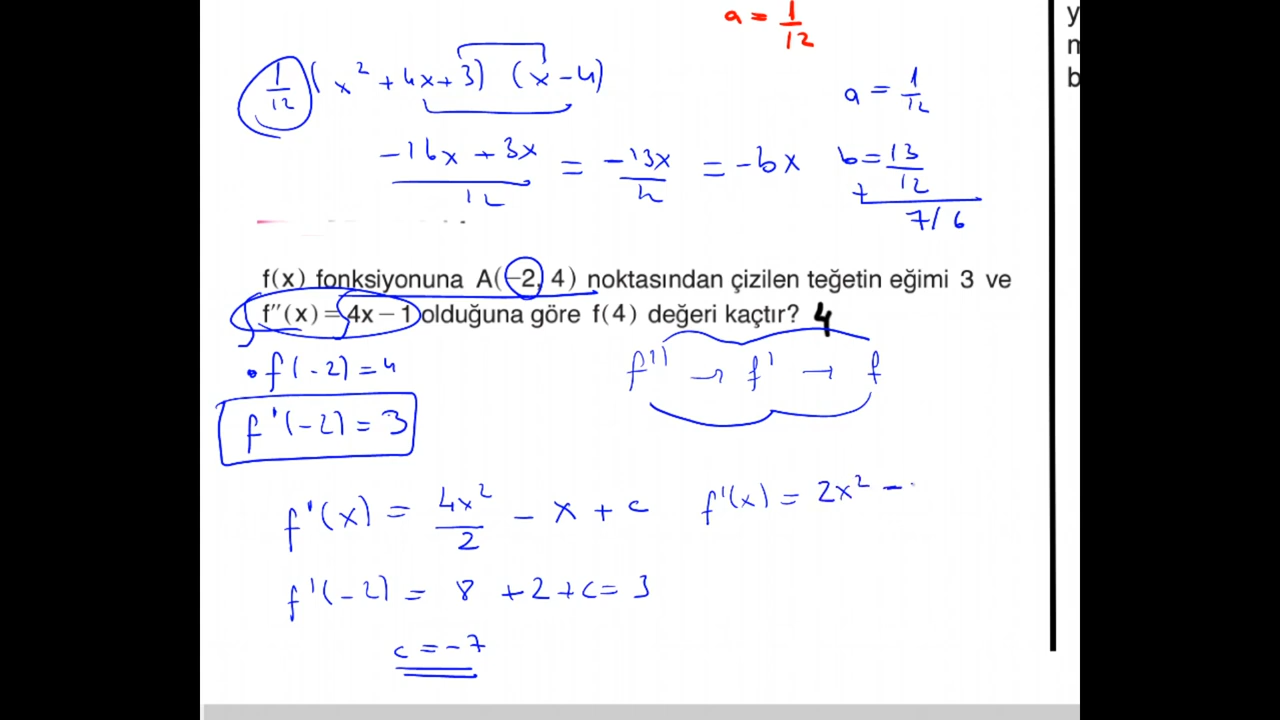 a = 1/12
1/12 (x² + 4x + 3) (x - 4)
a = 1/12
-16x + 3x / 12 = -13x / 12 = -bx
b = 13/12
+
7/6
f(x) fonksiyonuna A(-2, 4) noktasından çizilen teğetin eğimi 3 ve
f''(x) = 4x - 1 olduğuna göre f(4) değeri kaçtır? 4
• f(-2) = 4
f'' → f' → f
f'(-2) = 3
f'(x) = 4x²/2 - x + c
f'(x) = 2x² -
f'(-2) = 8 + 2 + c = 3
c = -7
y
b